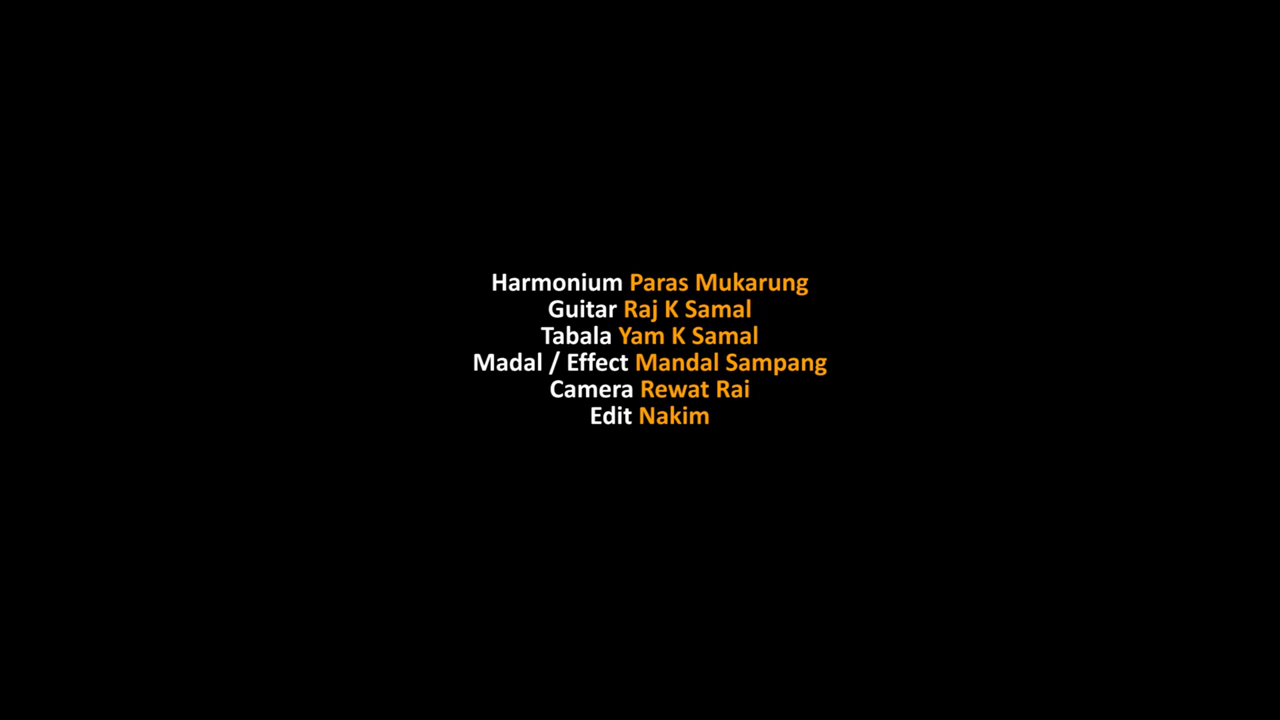 Harmonium Paras Mukarung
Guitar Raj K Samal
Tabala Yam K Samal
Madal / Effect Mandal Sampang
Camera Rewat Rai
Edit Nakim